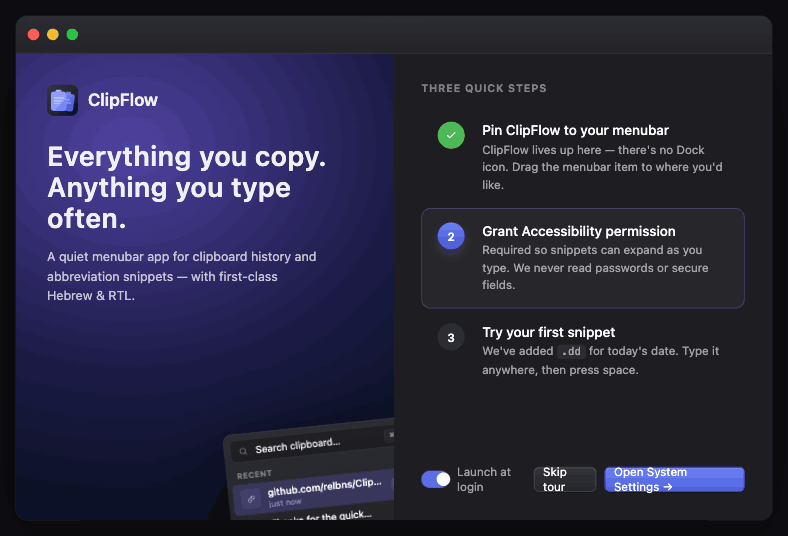 ClipFlow
Everything you copy.
Anything you type
often.
A quiet menubar app for clipboard history and
abbreviation snippets — with first-class
Hebrew & RTL.
Search clipboard...
RECENT
github.com/relbns/Clip...
just now
for the quick...
THREE QUICK STEPS
Pin ClipFlow to your menubar
ClipFlow lives up here — there's no Dock
icon. Drag the menubar item to where you'd
like.
2
Grant Accessibility permission
Required so snippets can expand as you
type. We never read passwords or secure
fields.
3
Try your first snippet
We've added .dd for today's date. Type it
anywhere, then press space.
Launch at
login
Skip
tour
Open System
Settings →